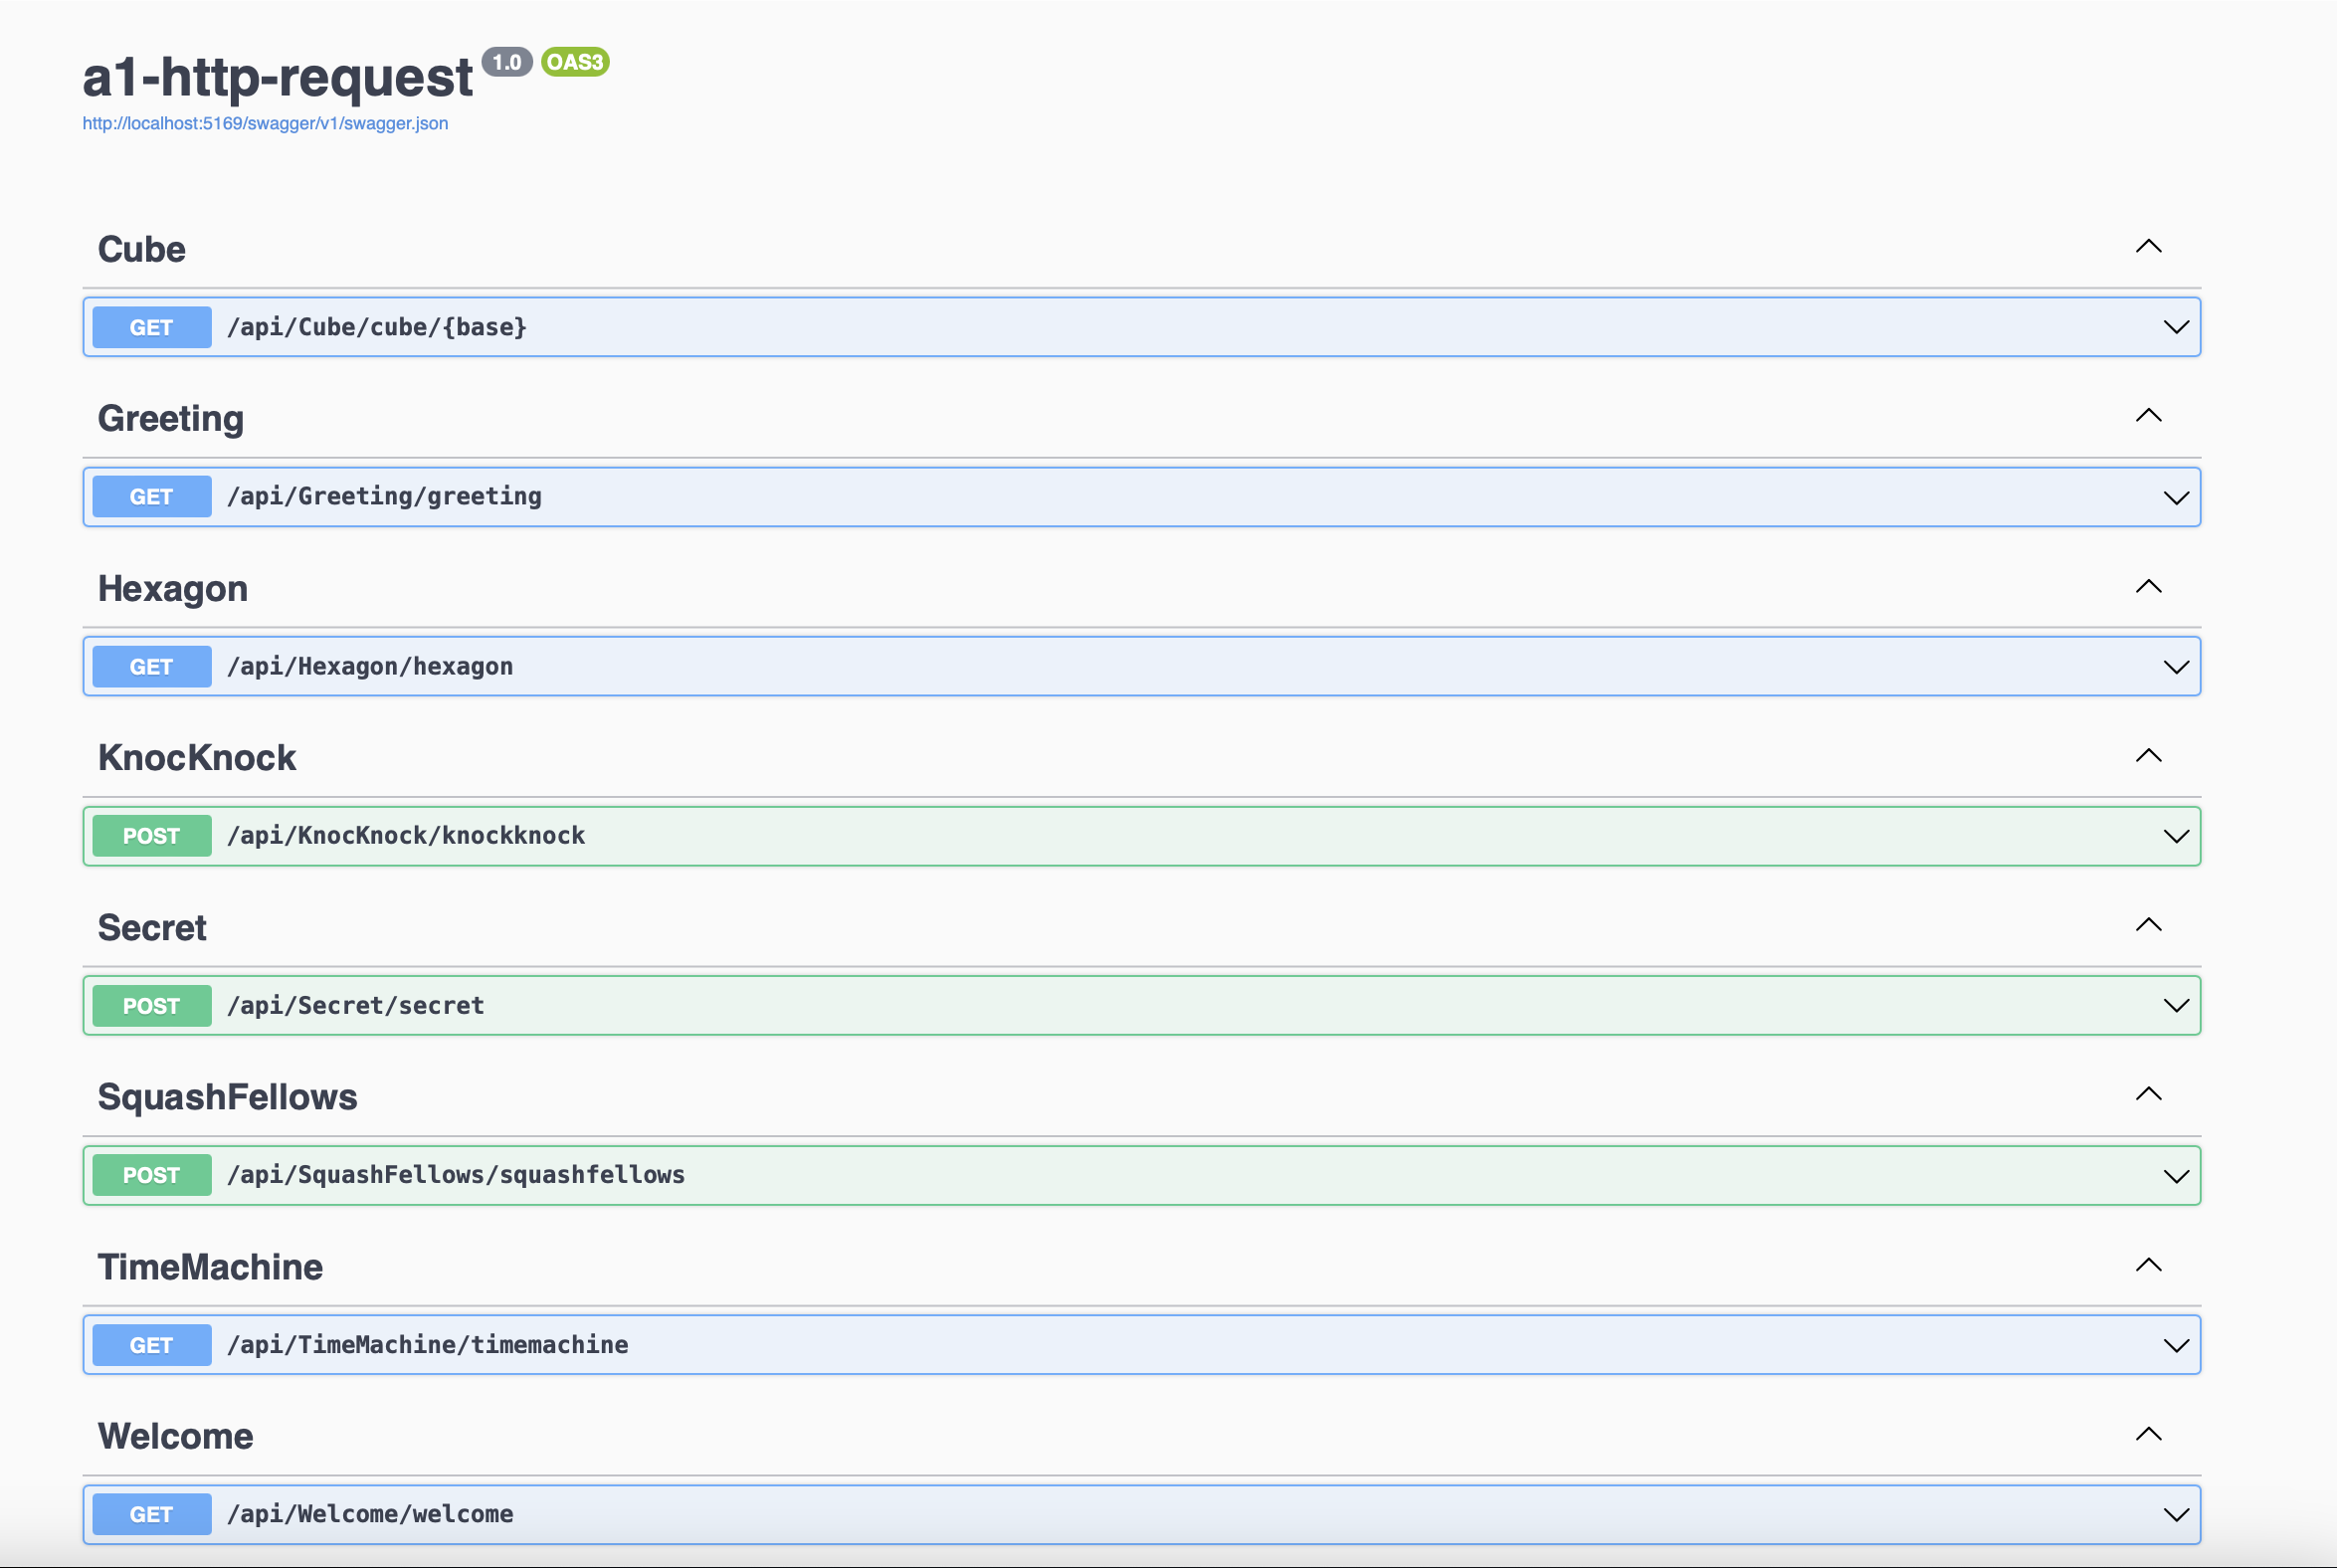 a1-http-request 1.0 OAS3
http://localhost:5169/swagger/v1/swagger.json
Cube
GET /api/Cube/cube/{base}
Greeting
GET /api/Greeting/greeting
Hexagon
GET /api/Hexagon/hexagon
KnocKnock
POST /api/KnocKnock/knockknock
Secret
POST /api/Secret/secret
SquashFellows
POST /api/SquashFellows/squashfellows
TimeMachine
GET /api/TimeMachine/timemachine
Welcome
GET /api/Welcome/welcome